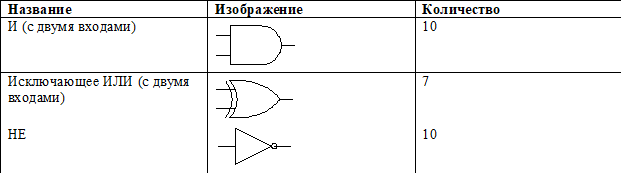 Название Изображение Количество
И (с двумя входами) 10
Исключающее ИЛИ (с двумя 7
входами)
НЕ 10